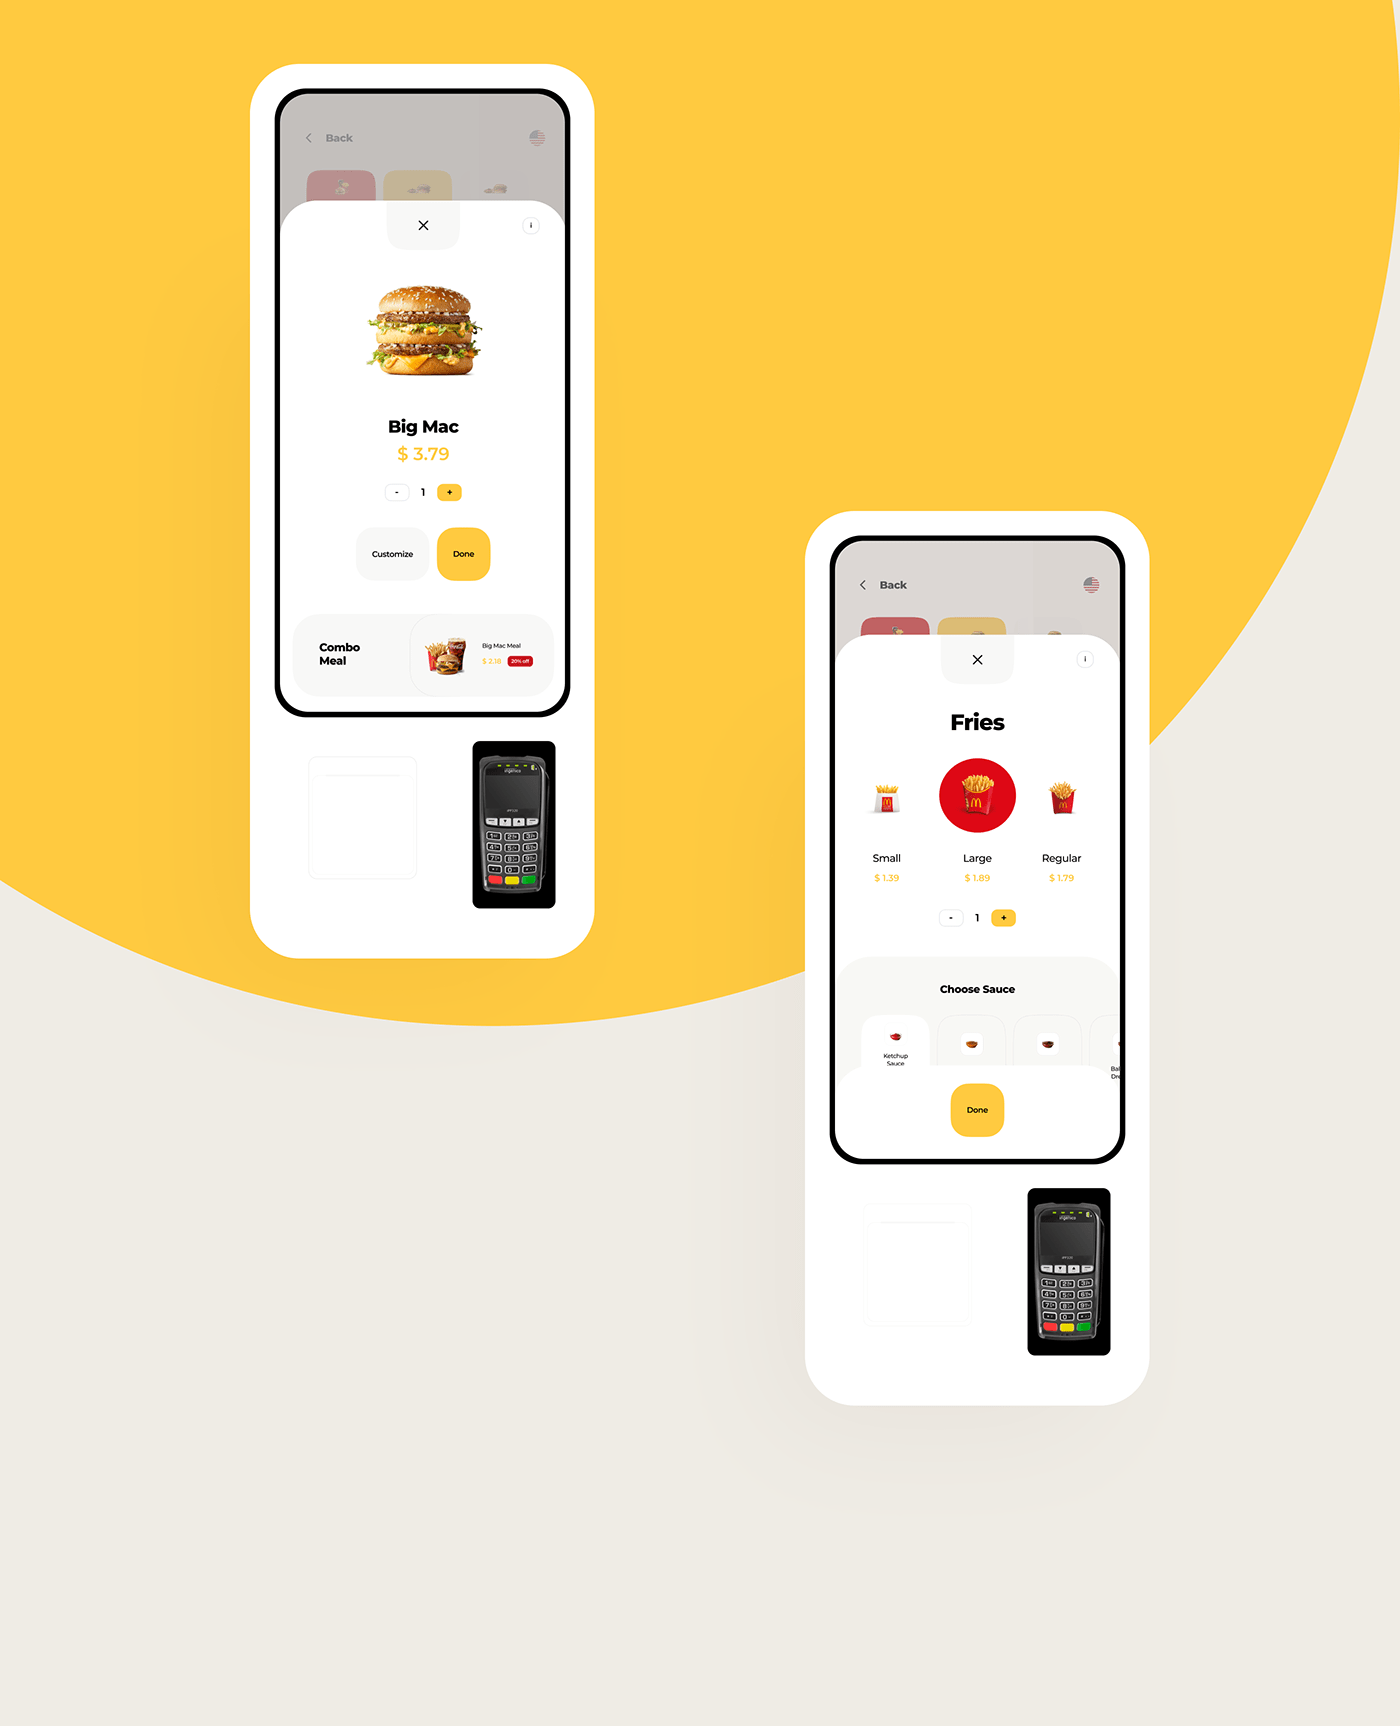 Back
×
i
Big Mac
$ 3.79
- 1 +
Customize
Done
Combo
Meal
Big Mac Meal
$ 2.18 20% off
Back
×
i
Fries
Small
Large
Regular
$ 1.39
$ 1.89
$ 1.79
- 1 +
Choose Sauce
Ketchup
Sauce
Done